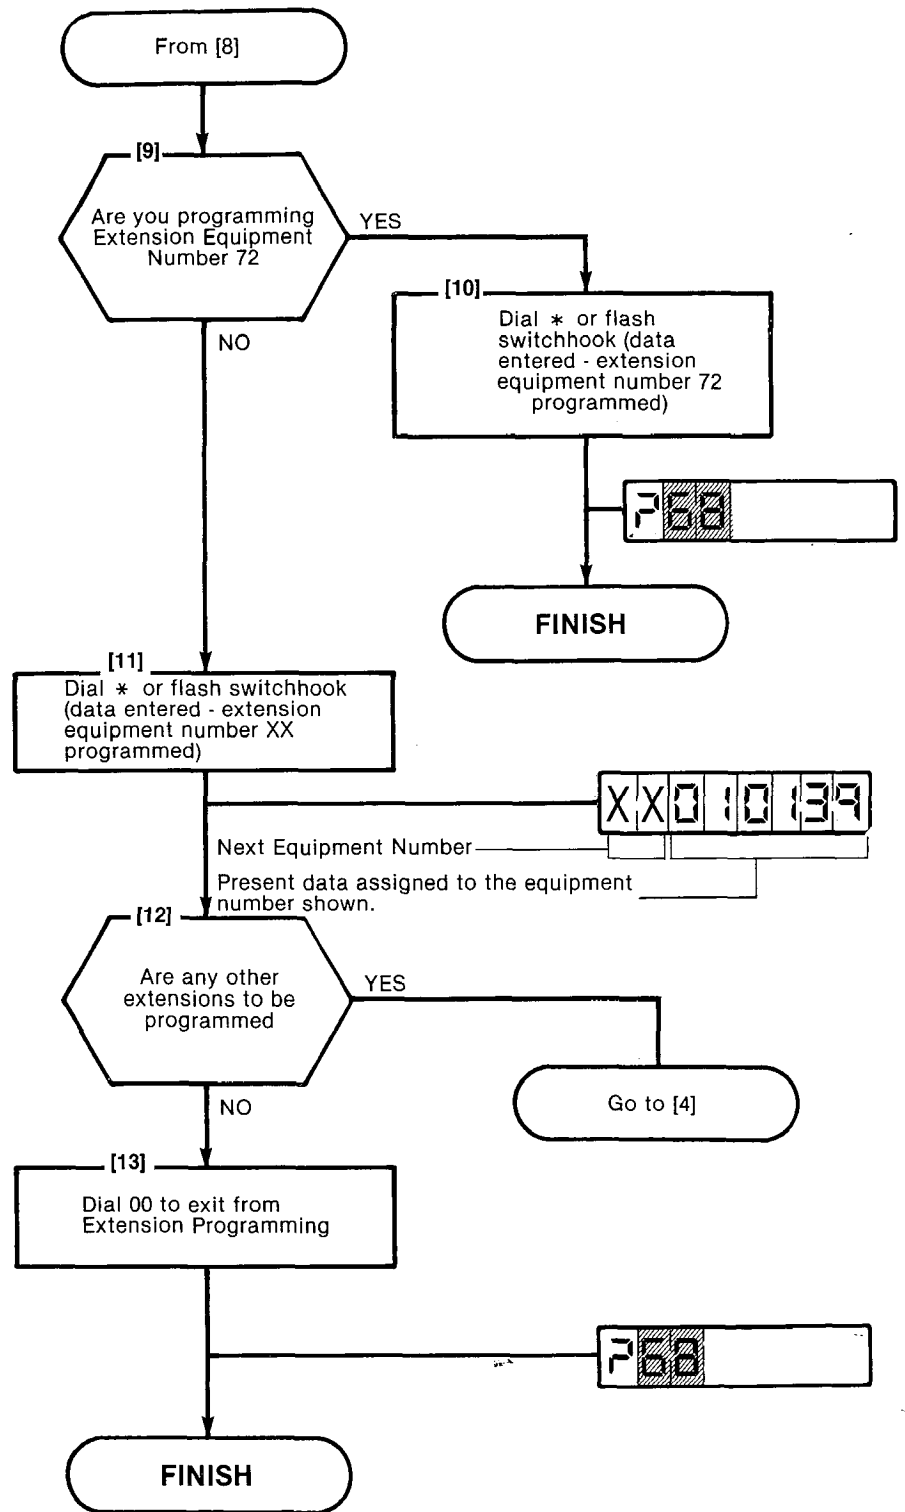 From [8]
[9]
Are you programming
Extension Equipment
Number 72
YES
NO
[10]
Dial * or flash
switchhook (data
entered - extension
equipment number 72
programmed)
P68
FINISH
[11]
Dial * or flash switchhook
(data entered - extension
equipment number XX
programmed)
XX010139
Next Equipment Number
Present data assigned to the equipment
number shown.
[12]
Are any other
extensions to be
programmed
YES
NO
Go to [4]
[13]
Dial 00 to exit from
Extension Programming
P68
FINISH